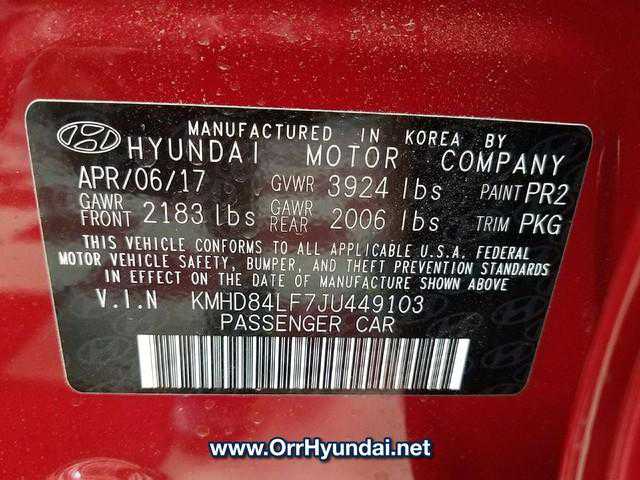 MANUFACTURED IN KOREA BY
HYUNDAI MOTOR COMPANY
APR/06/17 GVWR 3924 lbs PAINT PR2
GAWR FRONT 2183 lbs GAWR REAR 2006 lbs TRIM PKG
THIS VEHICLE CONFORMS TO ALL APPLICABLE U.S.A. FEDERAL
MOTOR VEHICLE SAFETY, BUMPER, AND THEFT PREVENTION STANDARDS
IN EFFECT ON THE DATE OF MANUFACTURE SHOWN ABOVE
V.I.N KMHD84LF7JU449103
PASSENGER CAR
www.OrrHyundai.net